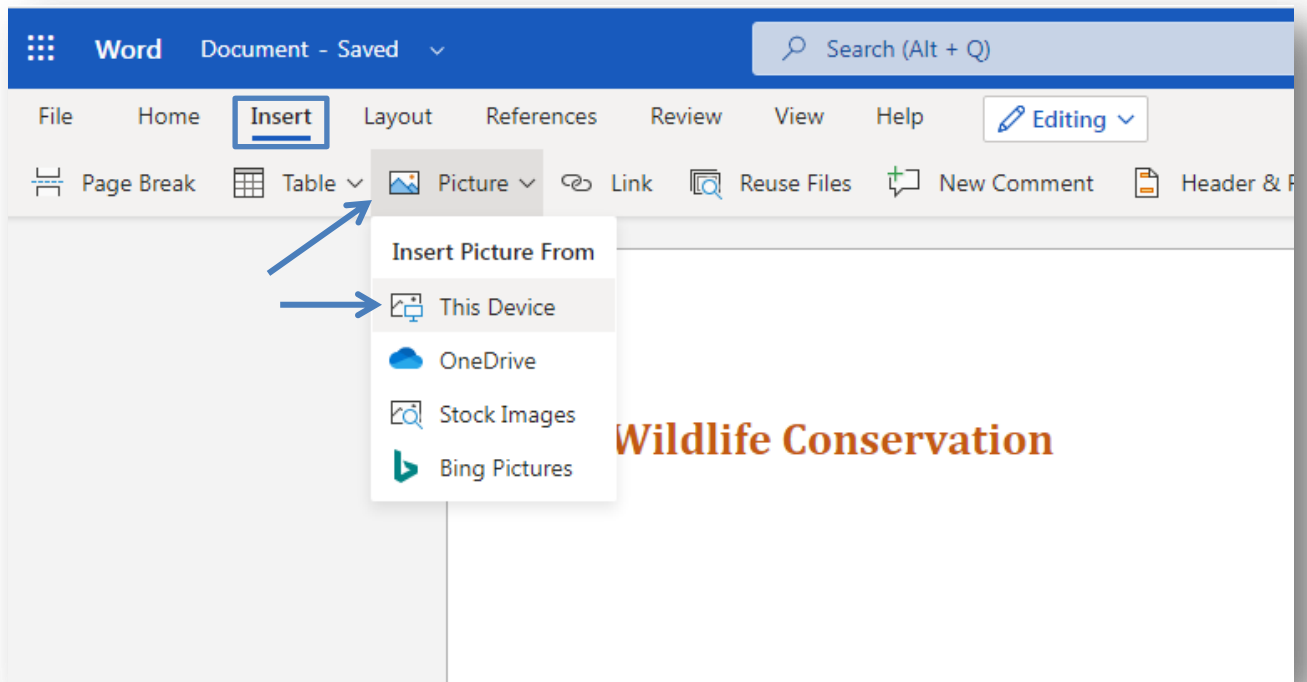 Word Document - Saved Search (Alt + Q)
File Home Insert Layout References Review View Help Editing
Page Break Table Picture Link Reuse Files New Comment Header &
Insert Picture From
This Device
OneDrive
Stock Images
Bing Pictures
Wildlife Conservation